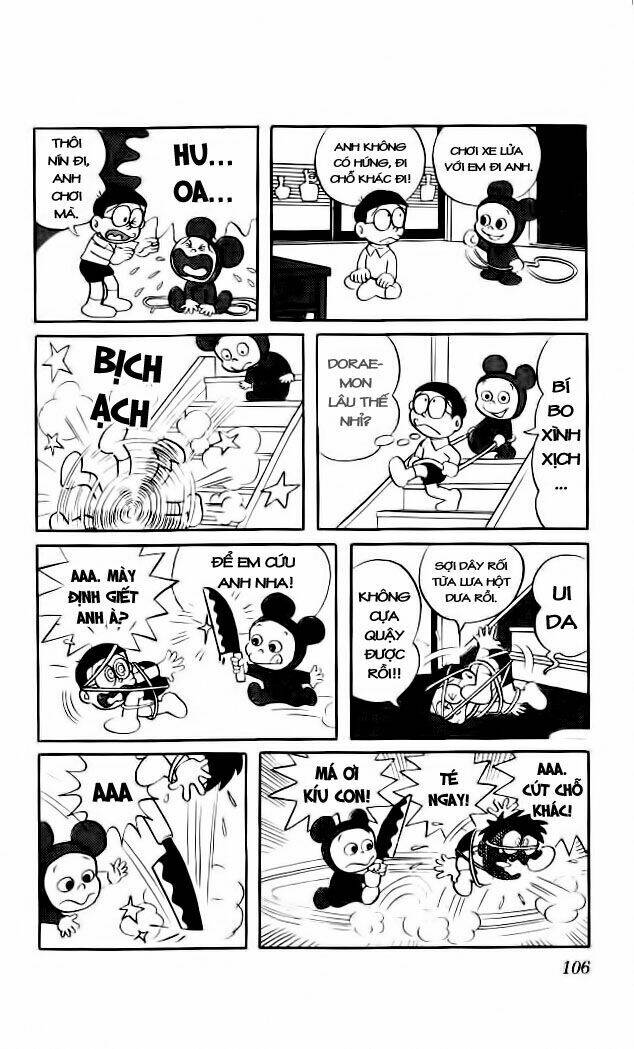 CHƠI XE LỬA
VỚI EM ĐI ANH.
ANH KHÔNG
CÓ HỨNG, ĐI
CHỖ KHÁC ĐI!
HU...
OA...
THÔI
NÍN ĐI,
ANH
CHƠI
MÀ.
BÍ
BO
XÌNH
XỊCH
...
DORAE-
MON
LÂU THẾ
NHỈ?
BỊCH
ẠCH
UI
DA
SỢI DÂY RỐI
TỬA LƯA HỘT
DƯA RỒI.
KHÔNG
CỰA
QUẬY
ĐƯỢC
RỒI!!
ĐỂ EM CỨU
ANH NHA!
AAA. MÀY
ĐỊNH GIẾT
ANH À?
AAA.
CÚT CHỖ
KHÁC!
TÉ
NGAY!
MÁ ƠI
KÍU CON!
AAA
106